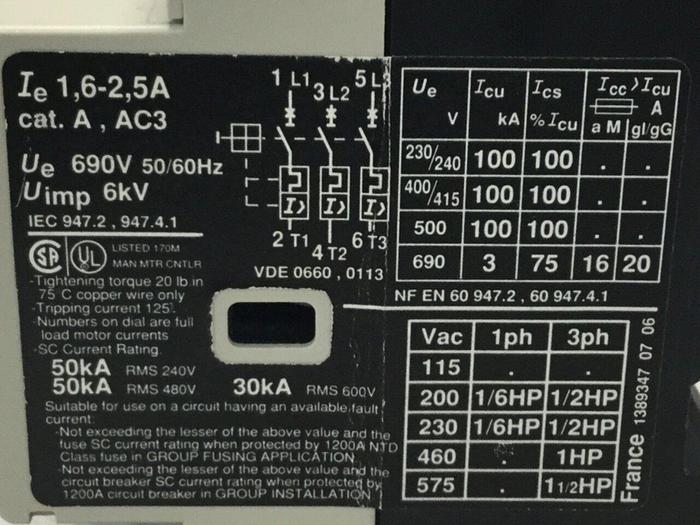 Ie 1,6-2,5A
cat. A , AC3
Ue 690V 50/60Hz
Uimp 6kV
IEC 947.2 , 947.4.1
SA UL LISTED 170M
MAN MTR CNTLR
-Tightening torque 20 lb.in
75 C copper wire only
-Tripping current 125%
-Numbers on dial are full
load motor currents
-SC Current Rating.
50kA RMS 240V
50kA RMS 480V 30kA RMS 600V
Suitable for use on a circuit having an available fault
current:
-Not exceeding the lesser of the above value and the
fuse SC current rating when protected by 1200A NTD
Class fuse in GROUP FUSING APPLICATION
-Not exceeding the lesser of the above value and the
circuit breaker SC current rating when protected by
1200A circuit breaker in GROUP INSTALLATION
1 L1 3 L2 5 L3
I> I> I>
2 T1 4 T2 6 T3
VDE 0660 , 0113
Ue Icu Ics Icc>Icu
V kA %Icu A
aM gl/gG
230/240 100 100 . .
400/415 100 100 . .
500 100 100 . .
690 3 75 16 20
NF EN 60 947.2 , 60 947.4.1
Vac 1ph 3ph
115 . .
200 1/6HP 1/2HP
230 1/6HP 1/2HP
460 . 1HP
575 . 1 1/2HP
France 1389347 07 06